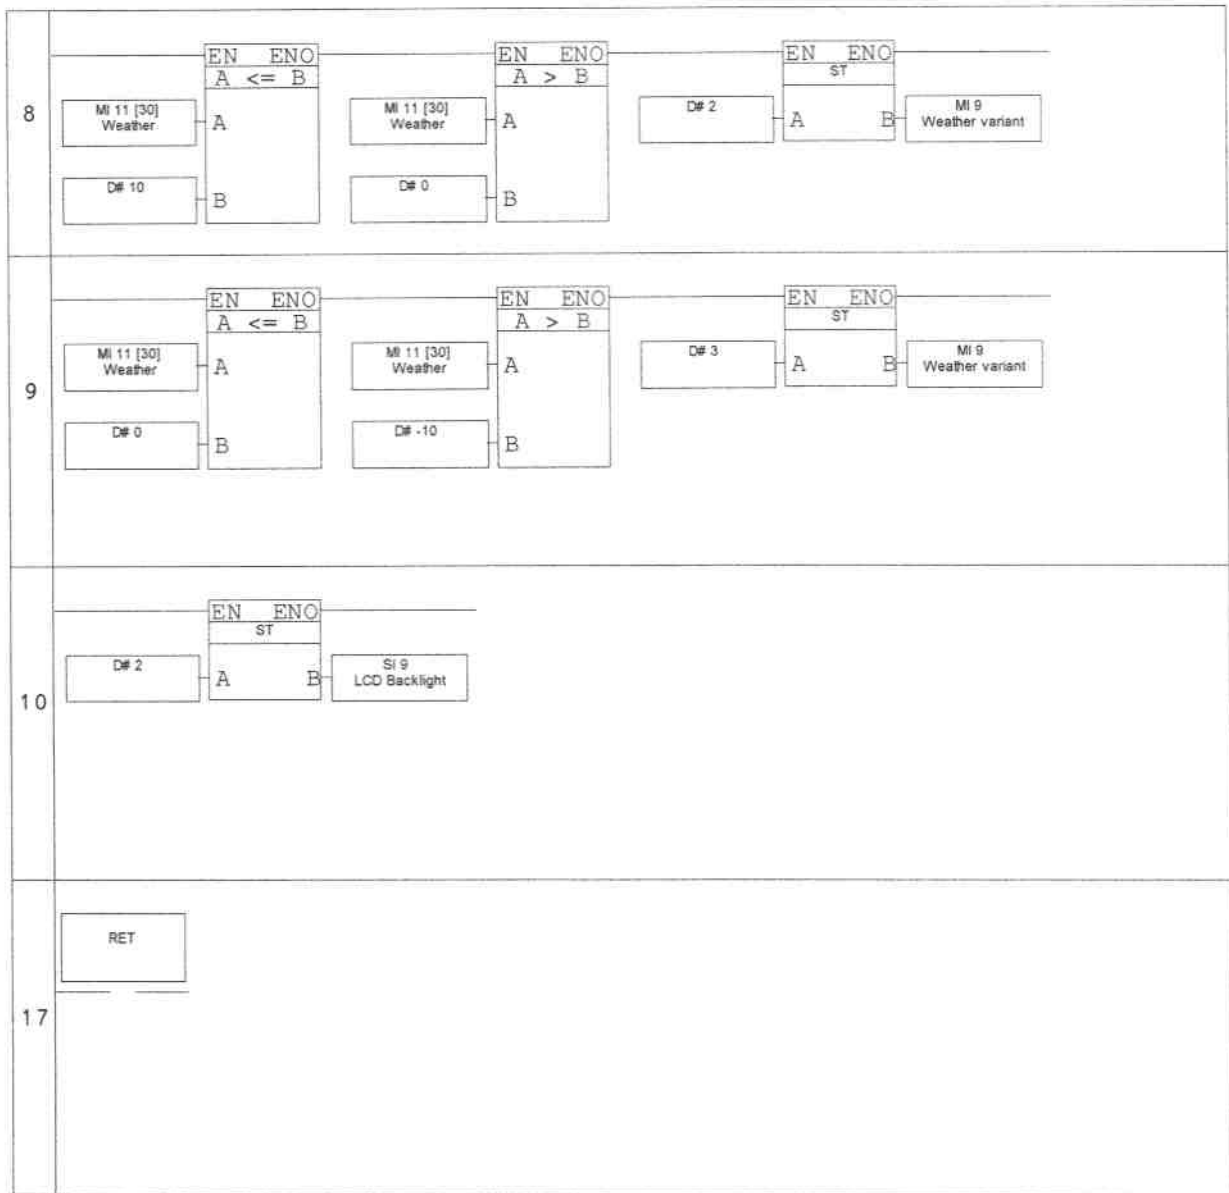 8
EN ENO
A <= B
MI 11 [30]
Weather
A
D# 10
B
EN ENO
A > B
MI 11 [30]
Weather
A
D# 0
B
EN ENO
ST
D# 2
A B
MI 9
Weather variant
9
EN ENO
A <= B
MI 11 [30]
Weather
A
D# 0
B
EN ENO
A > B
MI 11 [30]
Weather
A
D# -10
B
EN ENO
ST
D# 3
A B
MI 9
Weather variant
10
EN ENO
ST
D# 2
A B
SI 9
LCD Backlight
17
RET